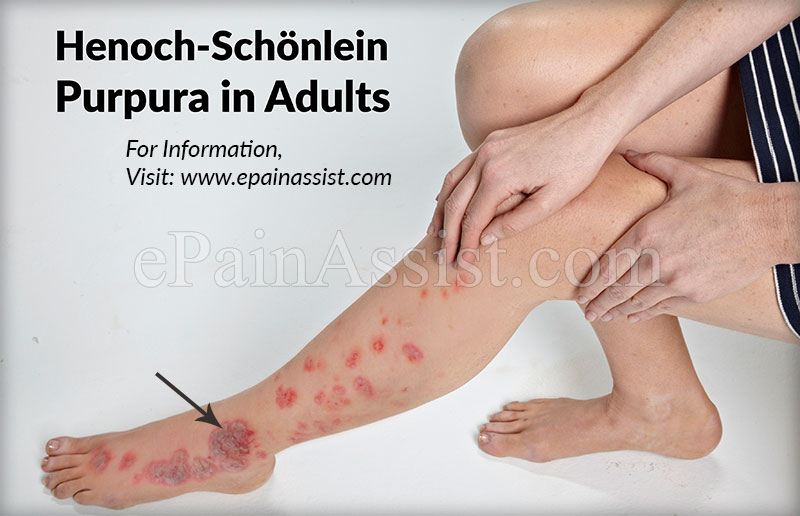 Henoch-Schönlein
Purpura in Adults
For Information,
Visit: www.epainassist.com
ePainAssist.com